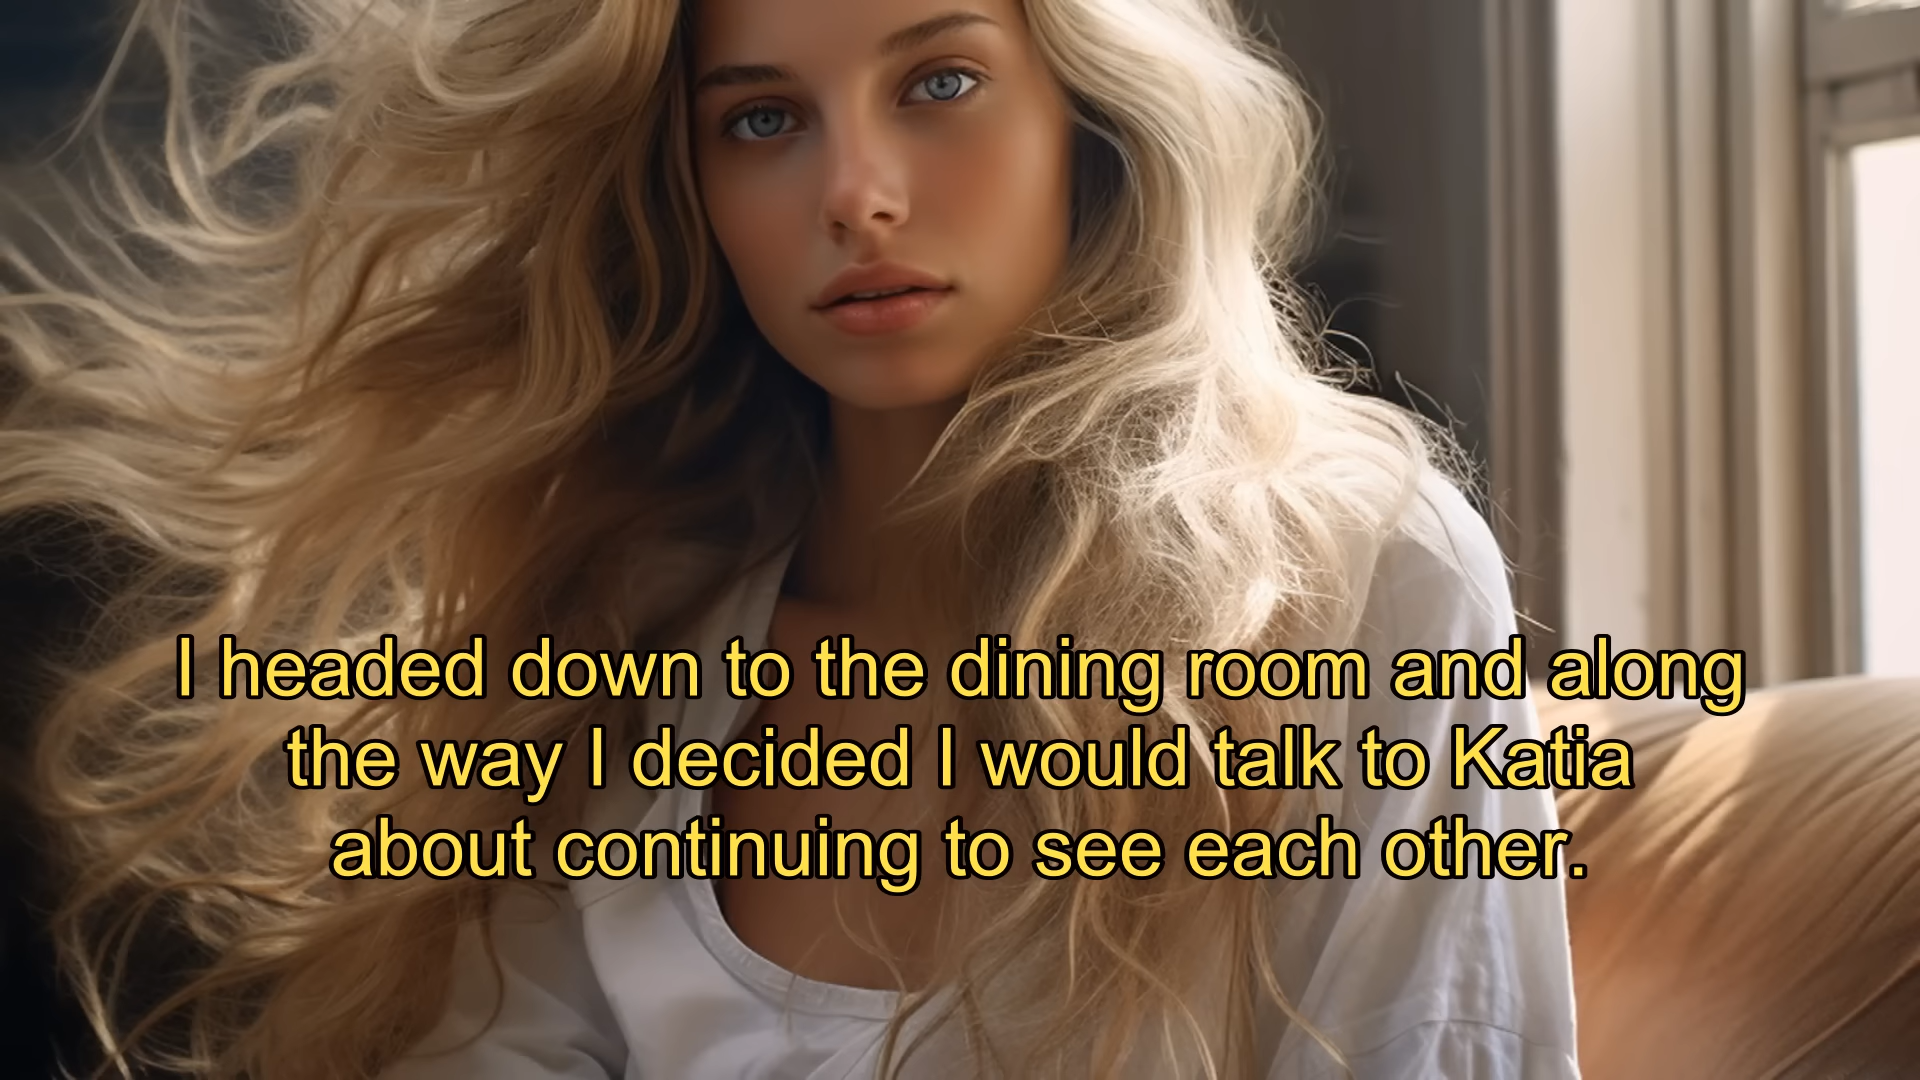 I headed down to the dining room and along
the way I decided I would talk to Katia
about continuing to see each other.